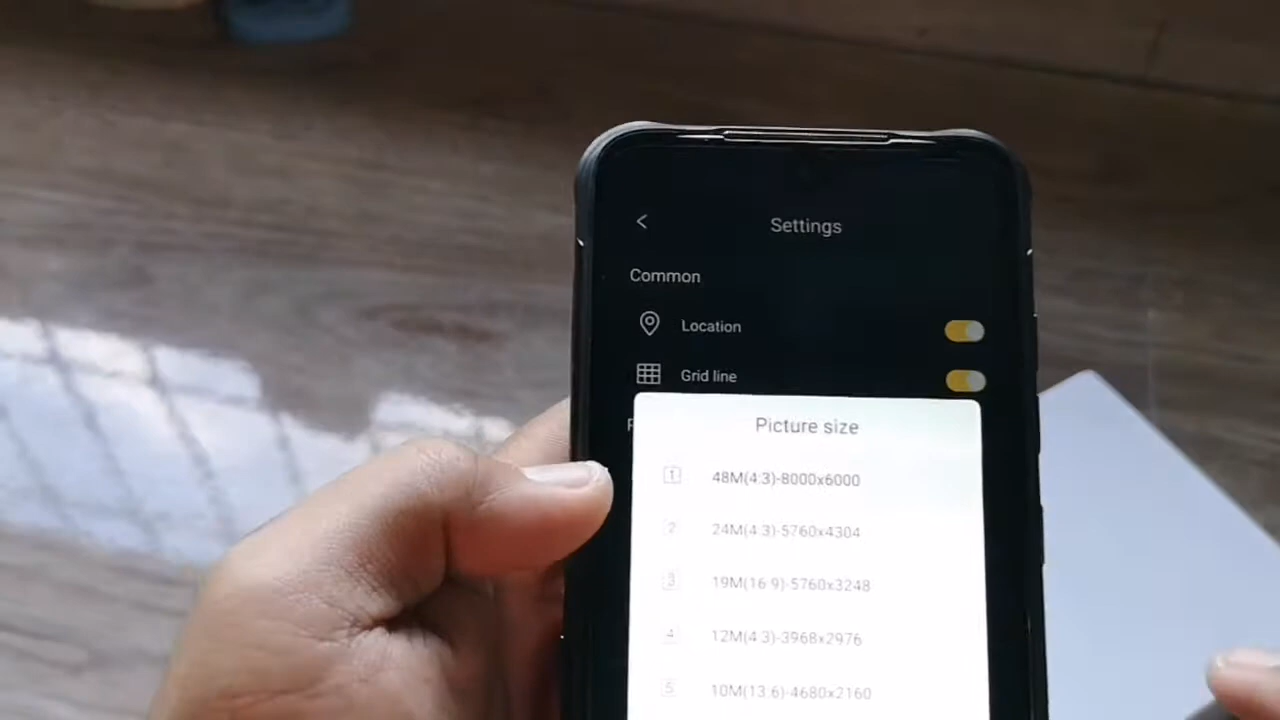 Settings
Common
Location
Grid line
Picture size
1 48M(4:3)-8000x6000
2 24M(4:3)-5760x4304
3 19M(16:9)-5760x3248
4 12M(4:3)-3968x2976
5 10M(13:6)-4680x2160